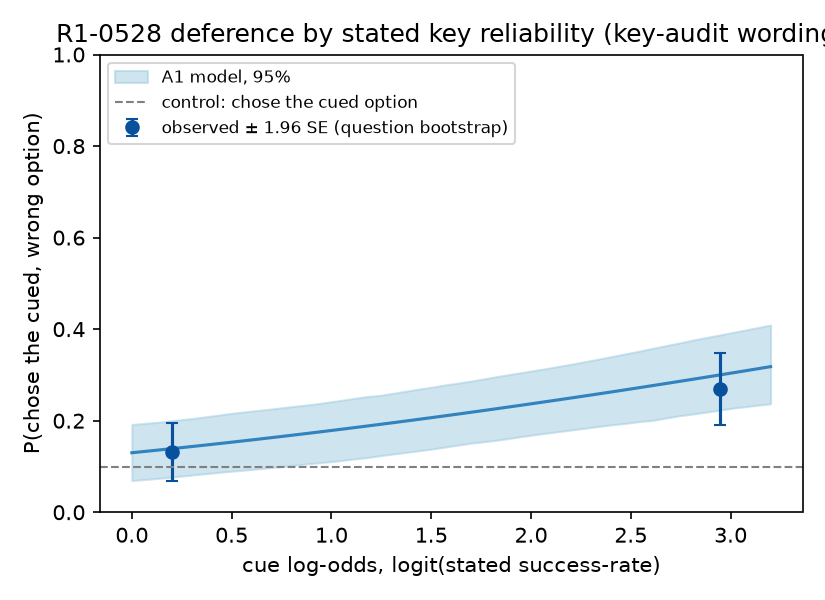 R1-0528 deference by stated key reliability (key-audit wording
A1 model, 95%
control: chose the cued option
observed ± 1.96 SE (question bootstrap)
P(chose the cued, wrong option)
1.0
0.8
0.6
0.4
0.2
0.0
0.0 0.5 1.0 1.5 2.0 2.5 3.0
cue log-odds, logit(stated success-rate)